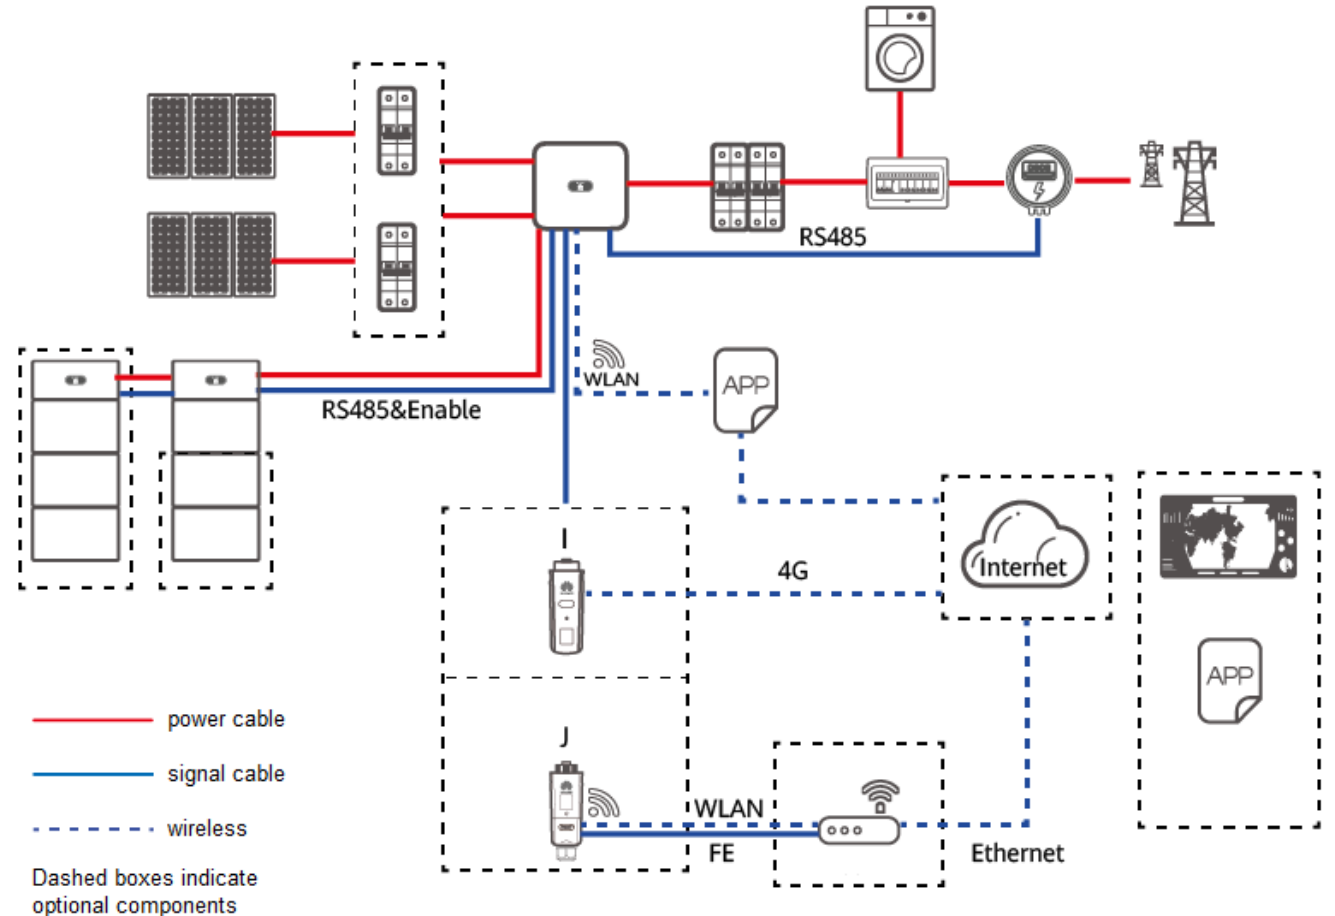 RS485
WLAN
APP
RS485&Enable
I
4G
Internet
APP
power cable
J
signal cable
WLAN
wireless
FE
Ethernet
Dashed boxes indicate
optional components